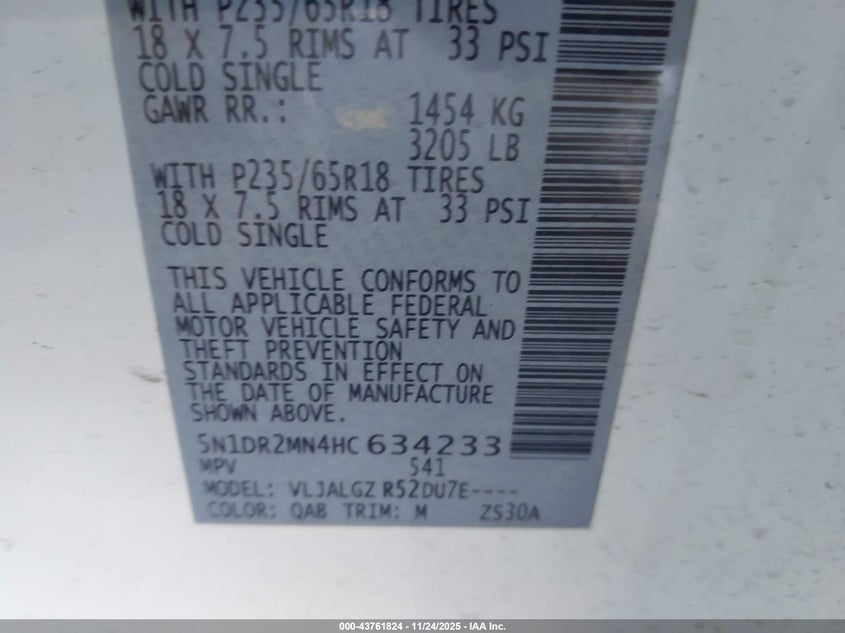 WITH P235/65R18 TIRES
18 X 7.5 RIMS AT 33 PSI
COLD SINGLE
GAWR RR.: 1454 KG
3205 LB
WITH P235/65R18 TIRES
18 X 7.5 RIMS AT 33 PSI
COLD SINGLE
THIS VEHICLE CONFORMS TO
ALL APPLICABLE FEDERAL
MOTOR VEHICLE SAFETY AND
THEFT PREVENTION
STANDARDS IN EFFECT ON
THE DATE OF MANUFACTURE
SHOWN ABOVE.
5N1DR2MN4HC634233
MPV 541
MODEL: VLJALGZ R52DU7E----
COLOR: QAB TRIM: M ZS30A
000-43761824 - 11/24/2025 - IAA Inc.